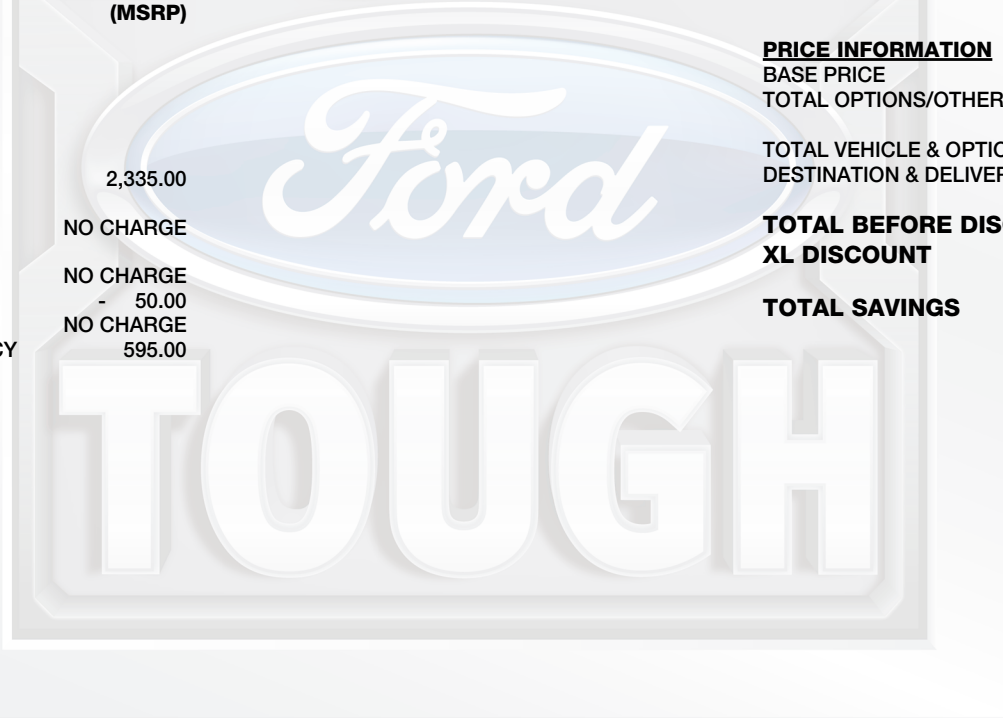 (MSRP)
2,335.00
NO CHARGE
NO CHARGE
- 50.00
NO CHARGE
CY 595.00
PRICE INFORMATION
BASE PRICE
TOTAL OPTIONS/OTHER
TOTAL VEHICLE & OPTIO
DESTINATION & DELIVER
TOTAL BEFORE DISC
XL DISCOUNT
TOTAL SAVINGS
Ford
TOUGH